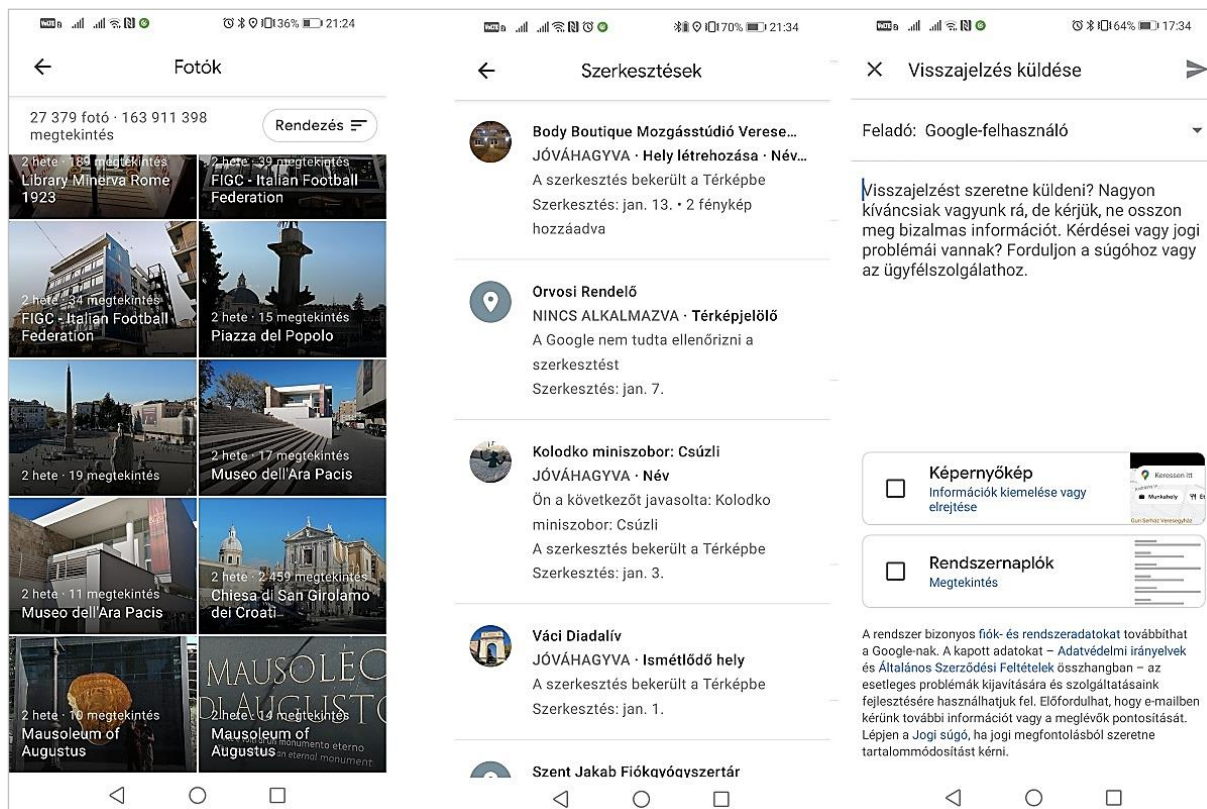 36% 21:24
Fotók
27 379 fotó · 163 911 398
megtekintés
Rendezés
2 hete · 189 megtekintés
Library Minerva Rome
1923
2 hete · 39 megtekintés
FIGC - Italian Football
Federation
2 hete · 34 megtekintés
FIGC - Italian Football
Federation
2 hete · 15 megtekintés
Piazza del Popolo
2 hete · 19 megtekintés
2 hete · 17 megtekintés
Museo dell'Ara Pacis
2 hete · 11 megtekintés
Museo dell'Ara Pacis
2 hete · 2 459 megtekintés
Chiesa di San Girolamo
dei Croati
2 hete · 10 megtekintés
Mausoleum of
Augustus
MAUSOLEO
DI AUGUSTO
2 hete · 14 megtekintés
Mausoleum of
Augustus
70% 21:34
Szerkesztések
Body Boutique Mozgásstúdió Verese...
JÓVÁHAGYVA · Hely létrehozása · Név...
A szerkesztés bekerült a Térképbe
Szerkesztés: jan. 13. • 2 fénykép
hozzáadva
Orvosi Rendelő
NINCS ALKALMAZVA · Térképjelölő
A Google nem tudta ellenőrizni a
szerkesztést
Szerkesztés: jan. 7.
Kolodko miniszobor: Csúzli
JÓVÁHAGYVA · Név
Ön a következőt javasolta: Kolodko
miniszobor: Csúzli
A szerkesztés bekerült a Térképbe
Szerkesztés: jan. 3.
Váci Diadalív
JÓVÁHAGYVA · Ismétlődő hely
A szerkesztés bekerült a Térképbe
Szerkesztés: jan. 1.
Szent Jakab Fiókgyógyszertár
64% 17:34
Visszajelzés küldése
Feladó: Google-felhasználó
Visszajelzést szeretne küldeni? Nagyon
kíváncsiak vagyunk rá, de kérjük, ne osszon
meg bizalmas információt. Kérdései vagy jogi
problémái vannak? Forduljon a súgóhoz vagy
az ügyfélszolgálathoz.
Képernyőkép
Információk kiemelése vagy
elrejtése
Keressen itt
Munkahely
Rendszernaplók
Megtekintés
A rendszer bizonyos fiók- és rendszeradatokat továbbíthat
a Google-nak. A kapott adatokat – Adatvédelmi irányelvek
és Általános Szerződési Feltételek összhangban – az
esetleges problémák kijavítására és szolgáltatásaink
fejlesztésére használhatjuk fel. Előfordulhat, hogy e-mailben
kérünk további információt vagy a meglévők pontosítását.
Lépjen a Jogi súgó, ha jogi megfontolásból szeretne
tartalommódosítást kérni.